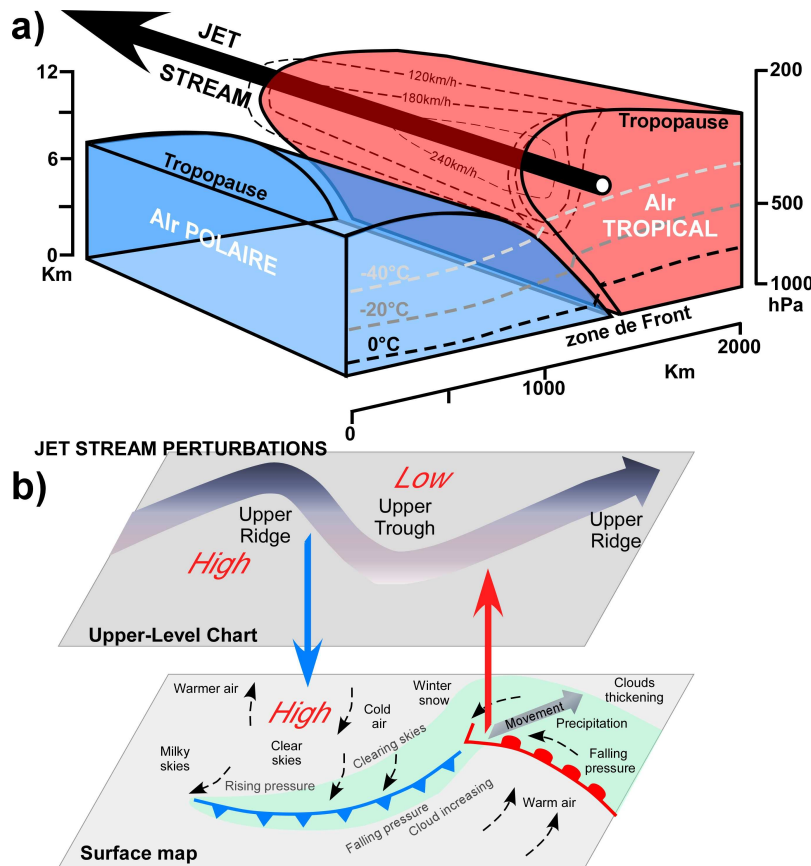 a)
JET
STREAM
12
6
0
Km
200
500
1000
hPa
120km/h
180km/h
240km/h
Tropopause
Tropopause
AIr POLAIRE
AIr
TROPICAL
-40°C
-20°C
0°C
zone de Front
0
1000
2000
Km
JET STREAM PERTURBATIONS
b)
Low
Upper
Ridge
Upper
Trough
Upper
Ridge
High
Upper-Level Chart
Warmer air
High
Cold
air
Winter
snow
Clouds
thickening
Movement
Precipitation
Milky
skies
Clear
skies
Clearing skies
Falling
pressure
Rising pressure
Falling pressure
Cloud increasing
Warm air
Surface map